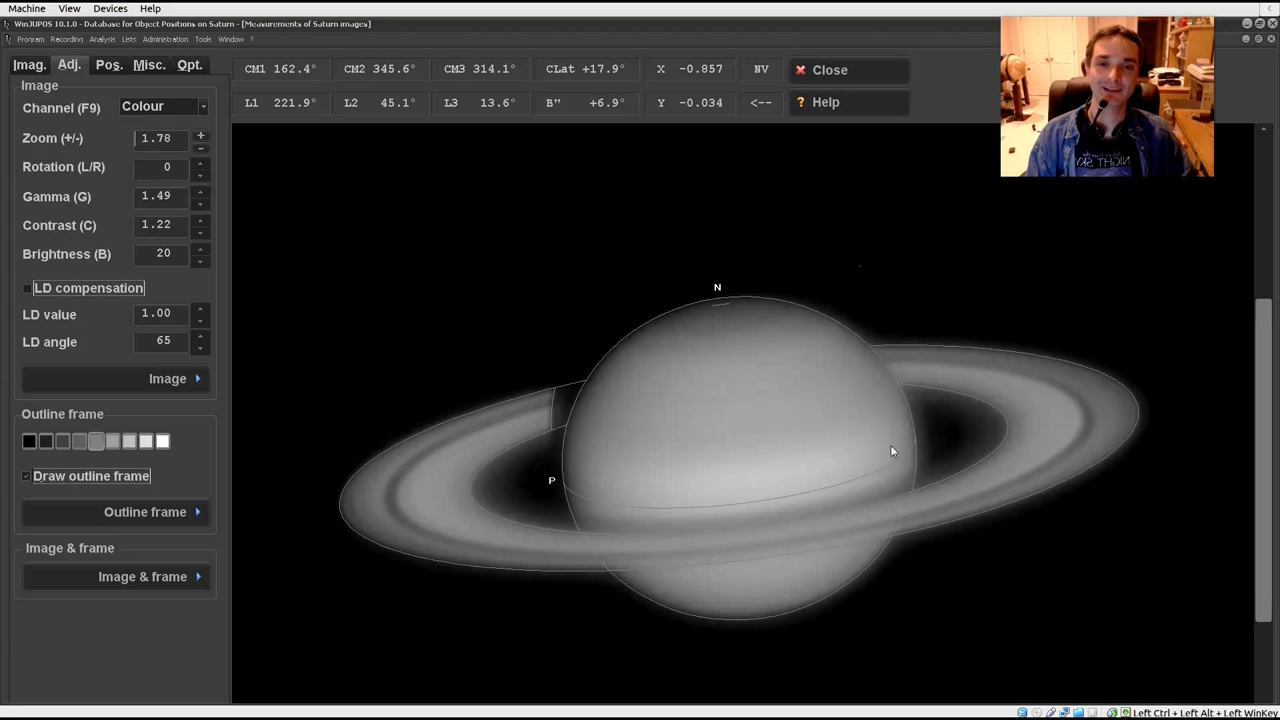 Machine View Devices Help
WinJUPOS 10.1.0 - Database for Object Positions on Saturn - [Measurements of Saturn images]
Program Recording Analysis Lists Administration Tools Window ?
Imag. Adj. Pos. Misc. Opt.
CM1 162.4° CM2 345.3° CM3 314.1° CLat +17.9° X -0.857 NV
Close
L1 221.9° L2 45.1° L3 13.6° B" +6.9° Y -0.034 <--
? Help
Image
Channel (F9) Colour
Zoom (+/-) 1.78 + -
Rotation (L/R) 0
Gamma (G) 1.49
Contrast (C) 1.22
Brightness (B) 20
LD compensation
LD value 1.00
LD angle 65
Image
Outline frame
Draw outline frame
Outline frame
Image & frame
Image & frame
N
P
Left Ctrl + Left Alt + Left WinKey